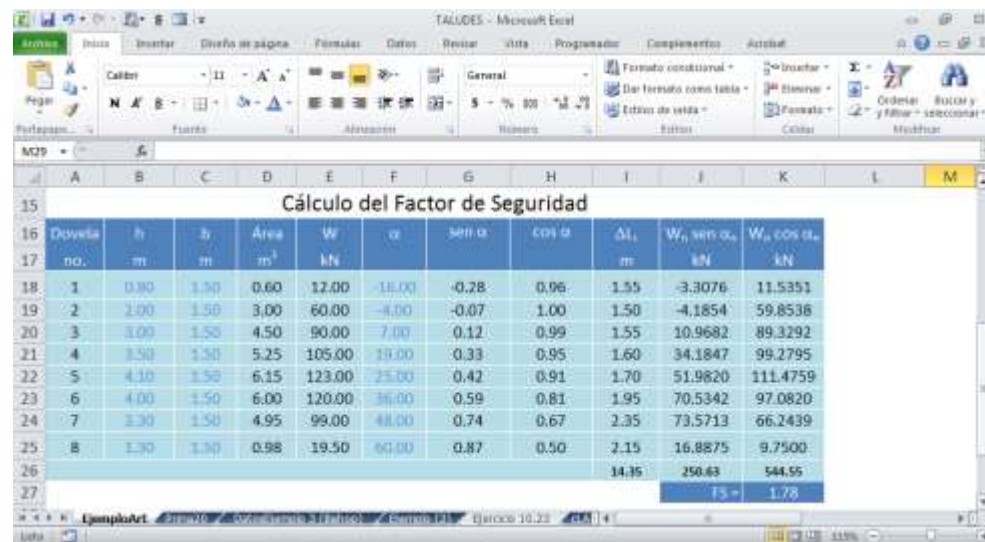 TALUDES - Microsoft Excel
Archivo Inicio Insertar Diseño de página Fórmulas Datos Revisar Vista Programador Complementos Acrobat
Calibri 11 General Formato condicional Insertar
Pegar N K S $ % 000 Dar formato como tabla Eliminar Ordenar y filtrar Buscar y seleccionar
Estilos de celda Formato
Portapapeles... Fuente Alineación Número Estilos Celdas Modificar
M29 fx
A B C D E F G H I J K L M
15 Cálculo del Factor de Seguridad
16 Dovela h b Área W α sen α cos α ΔLₙ Wₙ sen αₙ Wₙ cos αₙ
17 no. m m m² kN m kN kN
18 1 0.80 1.50 0.60 12.00 -16.00 -0.28 0.96 1.55 -3.3076 11.5351
19 2 2.00 1.50 3.00 60.00 -4.00 -0.07 1.00 1.50 -4.1854 59.8538
20 3 3.00 1.50 4.50 90.00 7.00 0.12 0.99 1.55 10.9682 89.3292
21 4 3.50 1.50 5.25 105.00 19.00 0.33 0.95 1.60 34.1847 99.2795
22 5 4.10 1.50 6.15 123.00 25.00 0.42 0.91 1.70 51.9820 111.4759
23 6 4.00 1.50 6.00 120.00 36.00 0.59 0.81 1.95 70.5342 97.0820
24 7 3.30 1.50 4.95 99.00 48.00 0.74 0.67 2.35 73.5713 66.2439
25 8 1.30 1.50 0.98 19.50 60.00 0.87 0.50 2.15 16.8875 9.7500
26 14.35 250.63 544.55
27 FS = 1.78
EjemploArt Ejercicio 10.23
Listo 115%